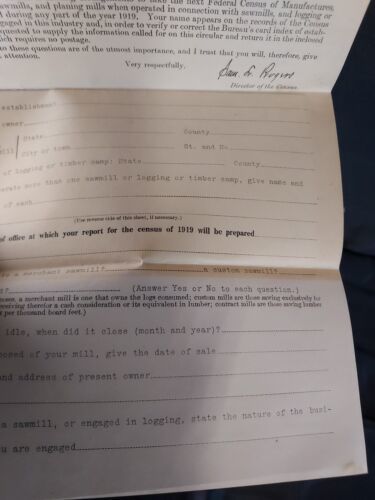 to take the next Federal Census of Manufactures,
sawmills, and planing mills when operated in connection with sawmills, and logging or
during any part of the year 1919. Your name appears on the records of the Census
engaged in this industry and, in order to verify or correct the Bureau's card index of estab-
requested to supply the information called for on this circular and return it in the inclosed
which requires no postage.
to these questions are of the utmost importance, and I trust that you will, therefore, give
attention.
Very respectfully,
Sam. L. Rogers
Director of the Census.
establishment
owner
State County
City or town St. and No.
of logging or timber camp: State County
operate more than one sawmill or logging or timber camp, give name and
of each
(Use reverse side of this sheet, if necessary.)
of office at which your report for the census of 1919 will be prepared
a merchant sawmill? a custom sawmill?
(Answer Yes or No to each question.)
a merchant mill is one that owns the logs consumed; custom mills are those sawing exclusively for
receiving therefor a cash consideration or its equivalent in lumber; contract mills are those sawing lumber
per thousand board feet.)
idle, when did it close (month and year)?
posed of your mill, give the date of sale
and address of present owner
a sawmill, or engaged in logging, state the nature of the busi-
you are engaged